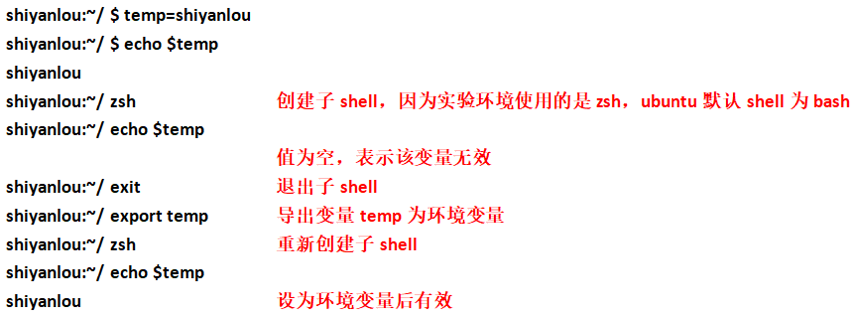 shiyanlou:~/ $ temp=shiyanlou
shiyanlou:~/ $ echo $temp
shiyanlou
shiyanlou:~/ zsh 创建子 shell，因为实验环境使用的是 zsh，ubuntu 默认 shell 为 bash
shiyanlou:~/ echo $temp
值为空，表示该变量无效
shiyanlou:~/ exit 退出子 shell
shiyanlou:~/ export temp 导出变量 temp 为环境变量
shiyanlou:~/ zsh 重新创建子 shell
shiyanlou:~/ echo $temp
shiyanlou 设为环境变量后有效